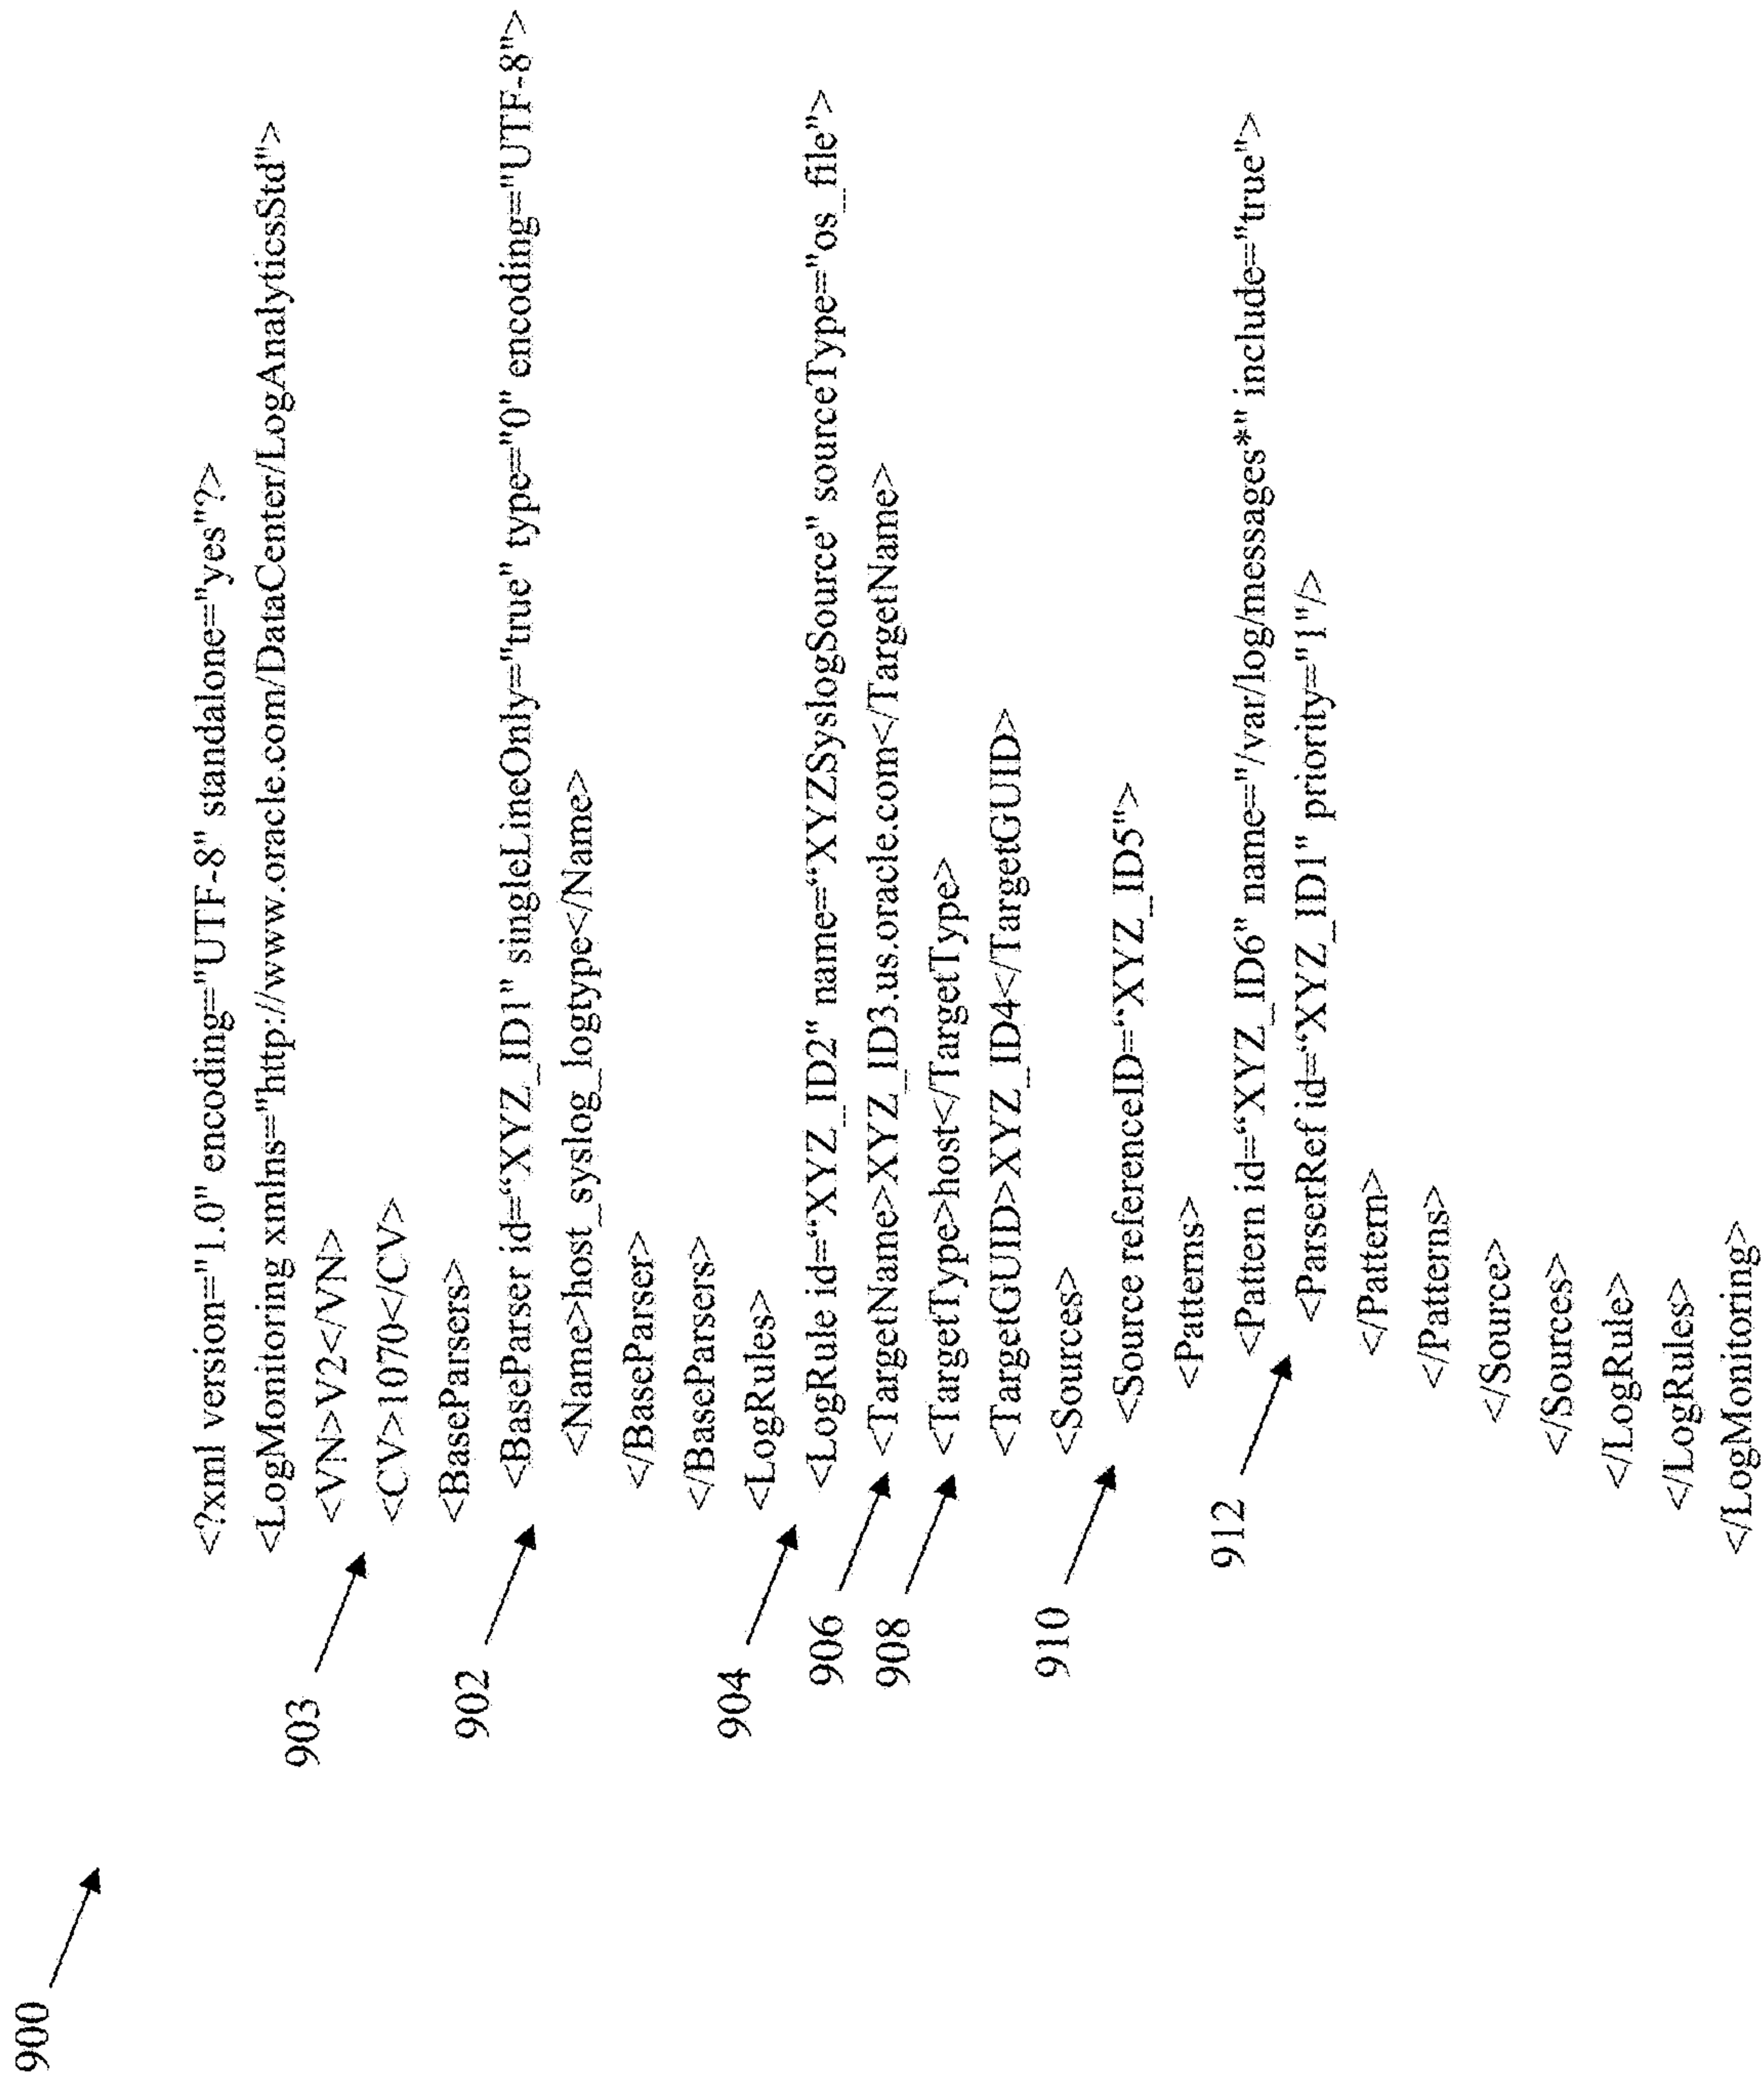 900
<?xml version="1.0" encoding="UTF-8" standalone="yes"?>
<LogMonitoring xmlns="http://www.oracle.com/DataCenter/LogAnalyticsStd">
<VN>V2</VN>
903
<CV>1070</CV>
<BaseParsers>
902
<BaseParser id=“XYZ_ID1" singleLineOnly="true" type="0" encoding="UTF-8">
<Name>host_syslog_logtype</Name>
</BaseParser>
</BaseParsers>
<LogRules>
904
<LogRule id=“XYZ_ID2" name=“XYZSyslogSource" sourceType="os_file">
906
<TargetName>XYZ_ID3.us.oracle.com</TargetName>
908
<TargetType>host</TargetType>
<TargetGUID>XYZ_ID4</TargetGUID>
<Sources>
910
<Source referenceID=“XYZ_ID5">
<Patterns>
<Pattern id=“XYZ_ID6" name="/var/log/messages*" include="true">
912
<ParserRef id=“XYZ_ID1" priority="1"/>
</Pattern>
</Patterns>
</Source>
</Sources>
</LogRule>
</LogRules>
</LogMonitoring>